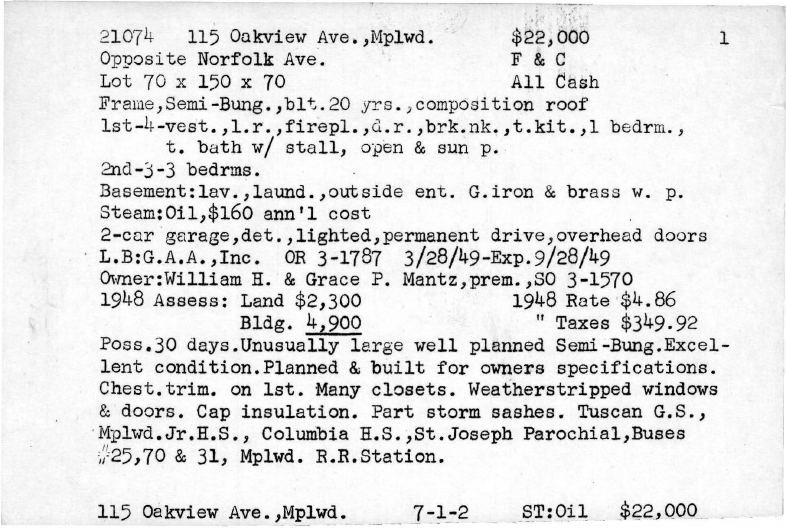 21074 115 Oakview Ave.,Mplwd. $22,000 1
Opposite Norfolk Ave. F & C
Lot 70 x 150 x 70 All Cash
Frame,Semi-Bung.,blt.20 yrs.,composition roof
1st-4-vest.,l.r.,firepl.,d.r.,brk.nk.,t.kit.,1 bedrm.,
t. bath w/ stall, open & sun p.
2nd-3-3 bedrms.
Basement:lav.,laund.,outside ent. G.iron & brass w. p.
Steam:Oil,$160 ann'l cost
2-car garage,det.,lighted,permanent drive,overhead doors
L.B:G.A.A.,Inc. OR 3-1787 3/28/49-Exp.9/28/49
Owner:William H. & Grace P. Mantz,prem.,SO 3-1570
1948 Assess: Land $2,300 1948 Rate $4.86
Bldg. 4,900 " Taxes $349.92
Poss.30 days.Unusually large well planned Semi-Bung.Excel-
lent condition.Planned & built for owners specifications.
Chest.trim. on 1st. Many closets. Weatherstripped windows
& doors. Cap insulation. Part storm sashes. Tuscan G.S.,
Mplwd.Jr.H.S., Columbia H.S.,St.Joseph Parochial,Buses
#25,70 & 31, Mplwd. R.R.Station.
115 Oakview Ave.,Mplwd. 7-1-2 ST:Oil $22,000